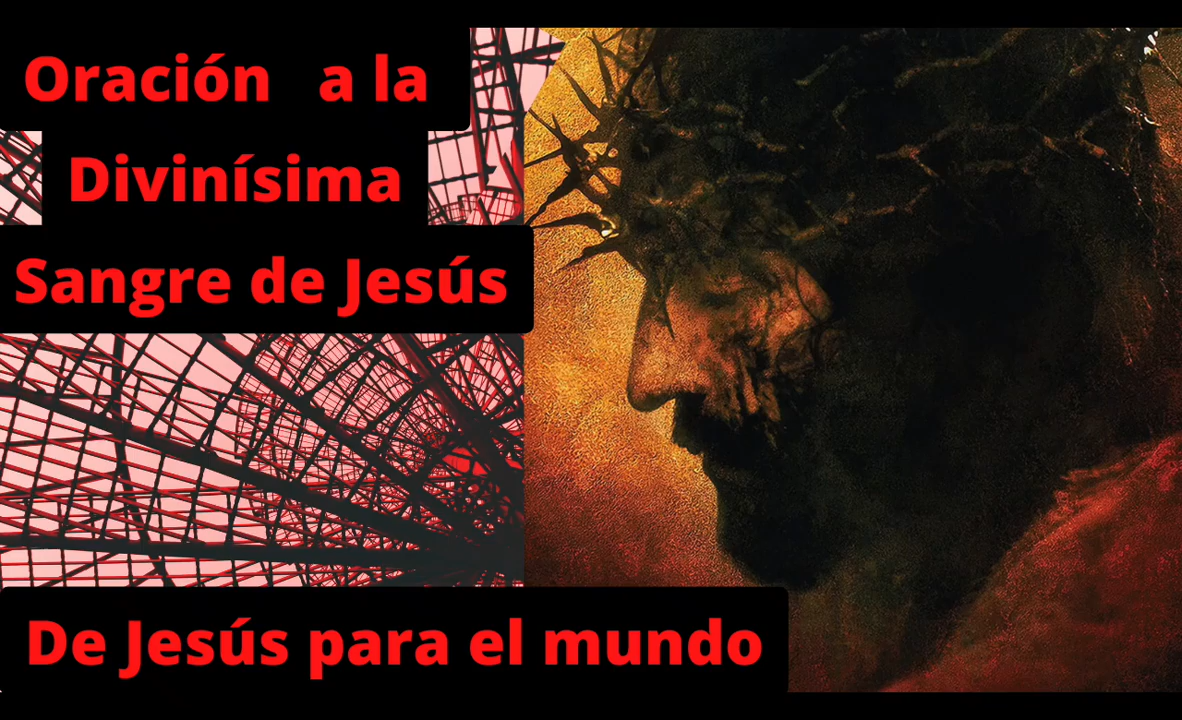 Oración a la
Divinísima
Sangre de Jesús
De Jesús para el mundo